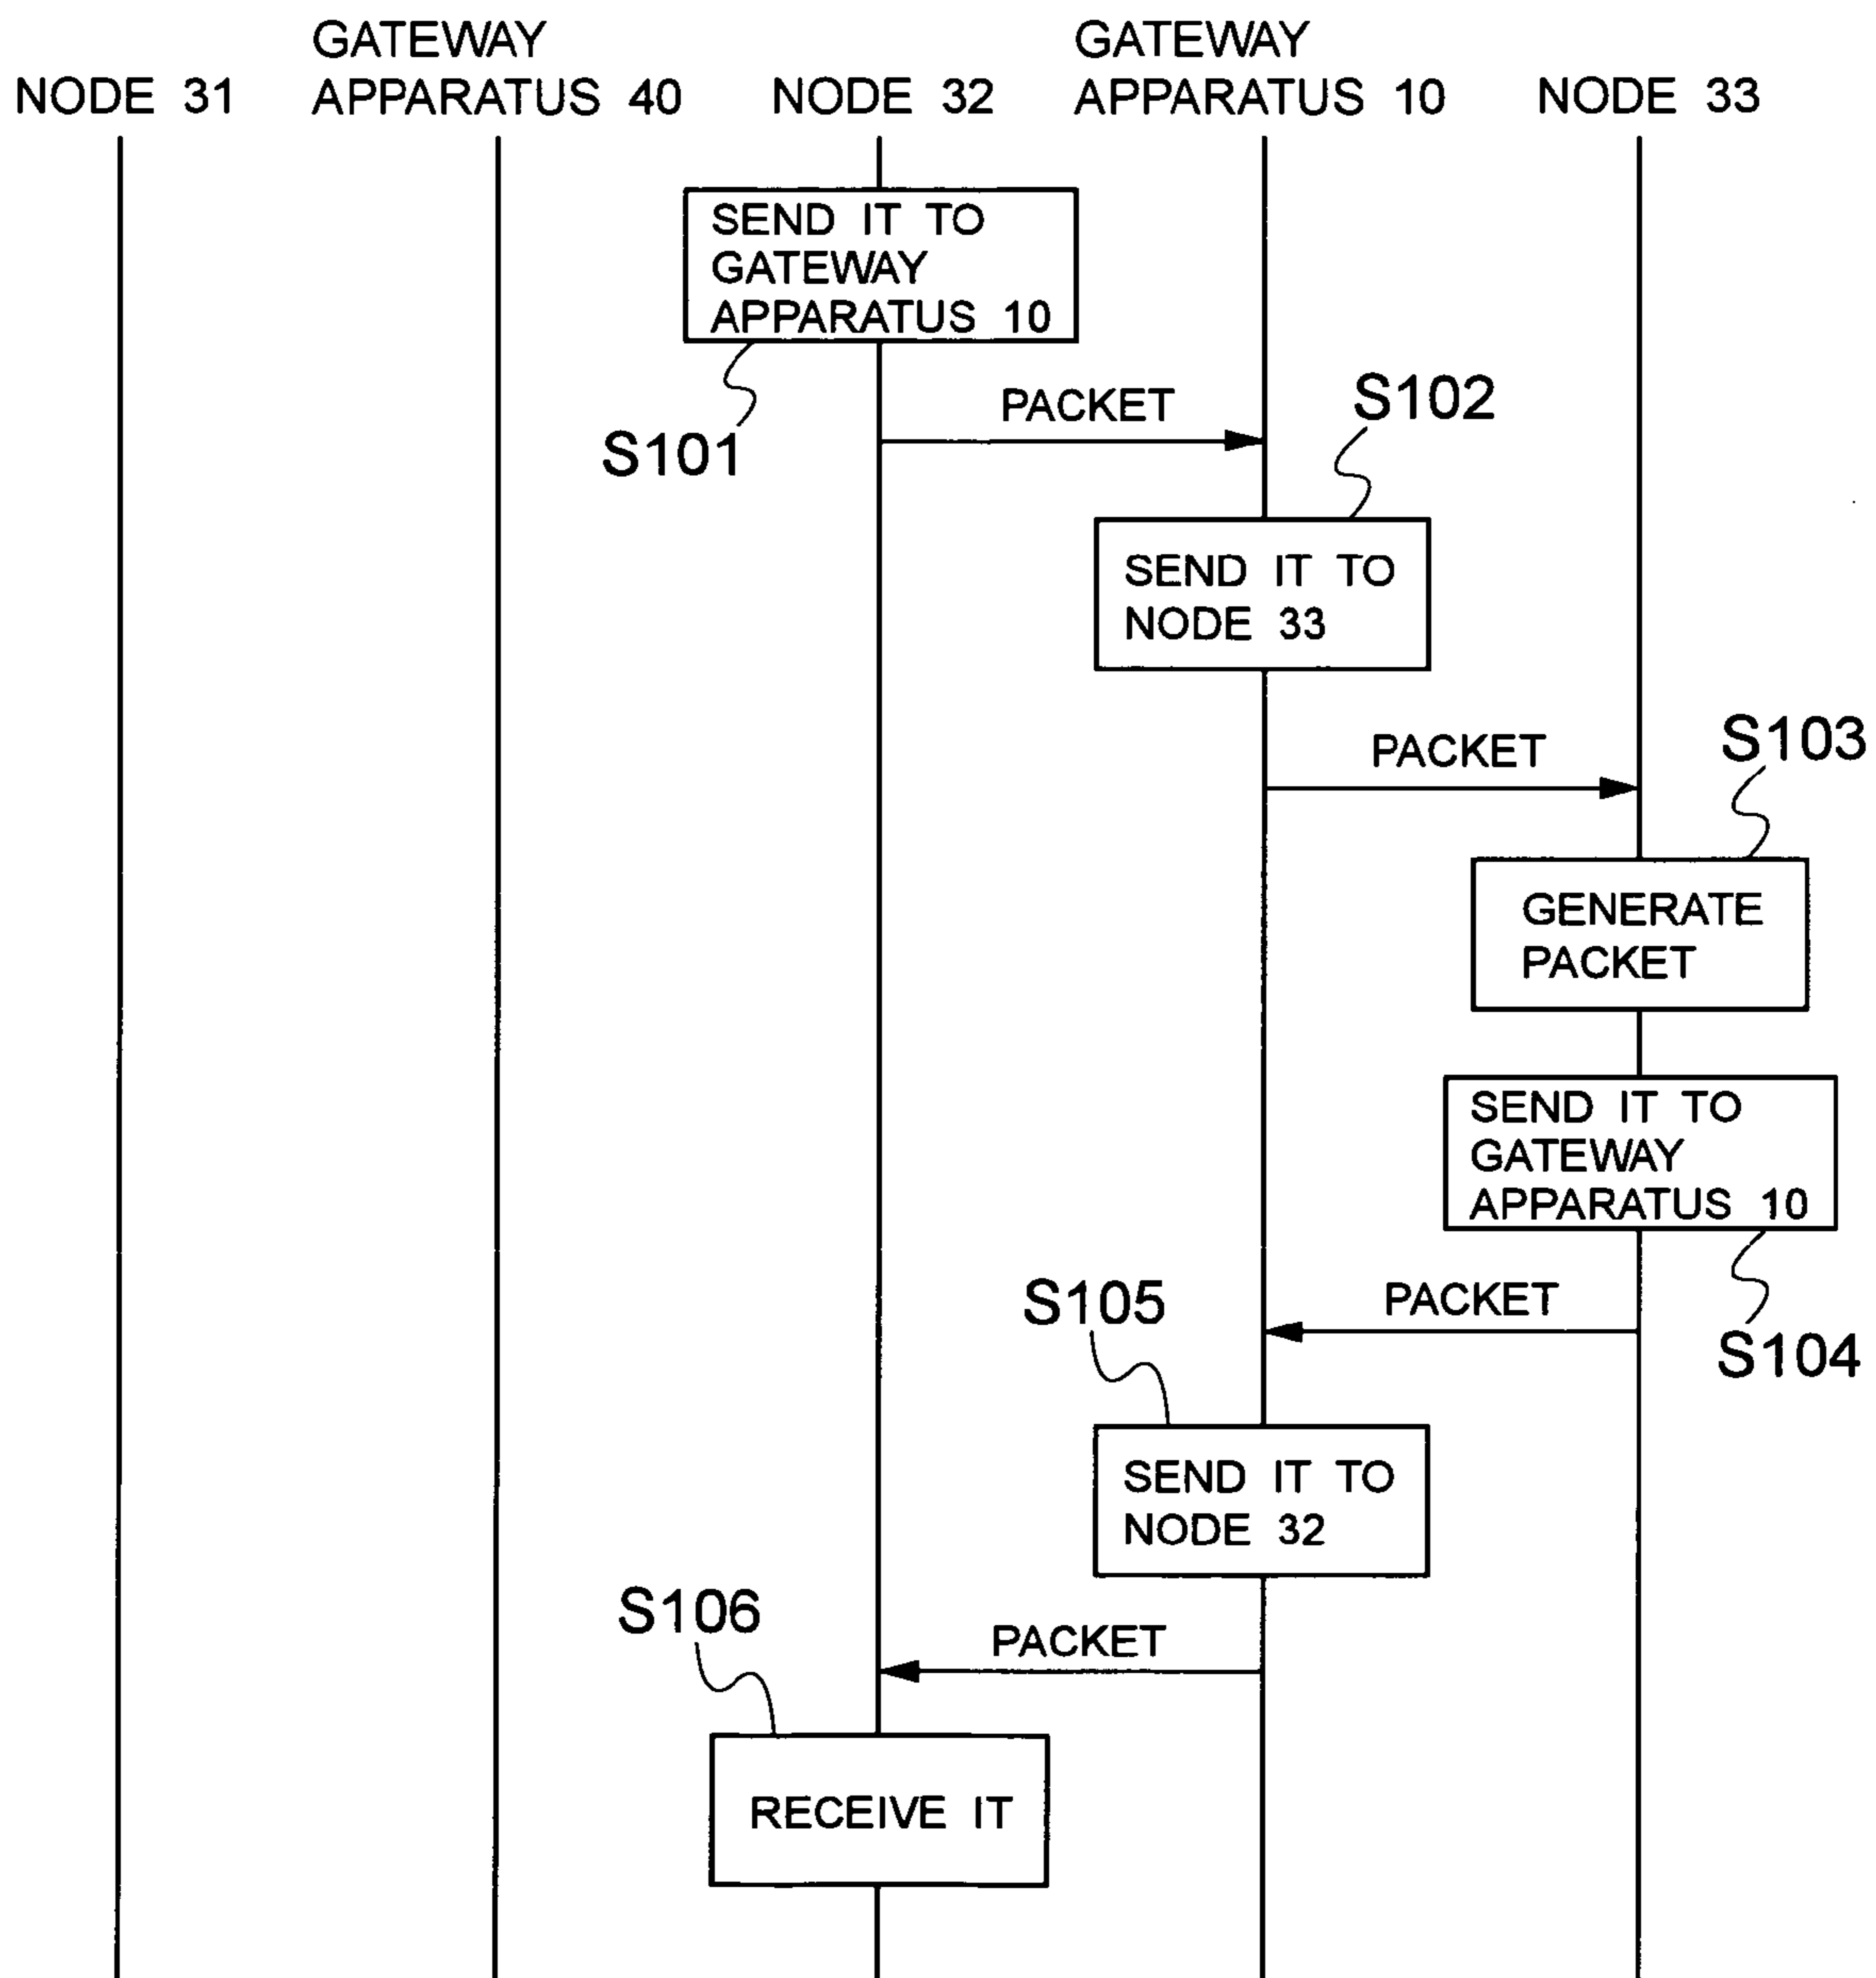 NODE 31
GATEWAY
APPARATUS 40
NODE 32
GATEWAY
APPARATUS 10
NODE 33
SEND IT TO
GATEWAY
APPARATUS 10
S101
PACKET
S102
SEND IT TO
NODE 33
PACKET
S103
GENERATE
PACKET
SEND IT TO
GATEWAY
APPARATUS 10
S104
PACKET
S105
SEND IT TO
NODE 32
S106
PACKET
RECEIVE IT